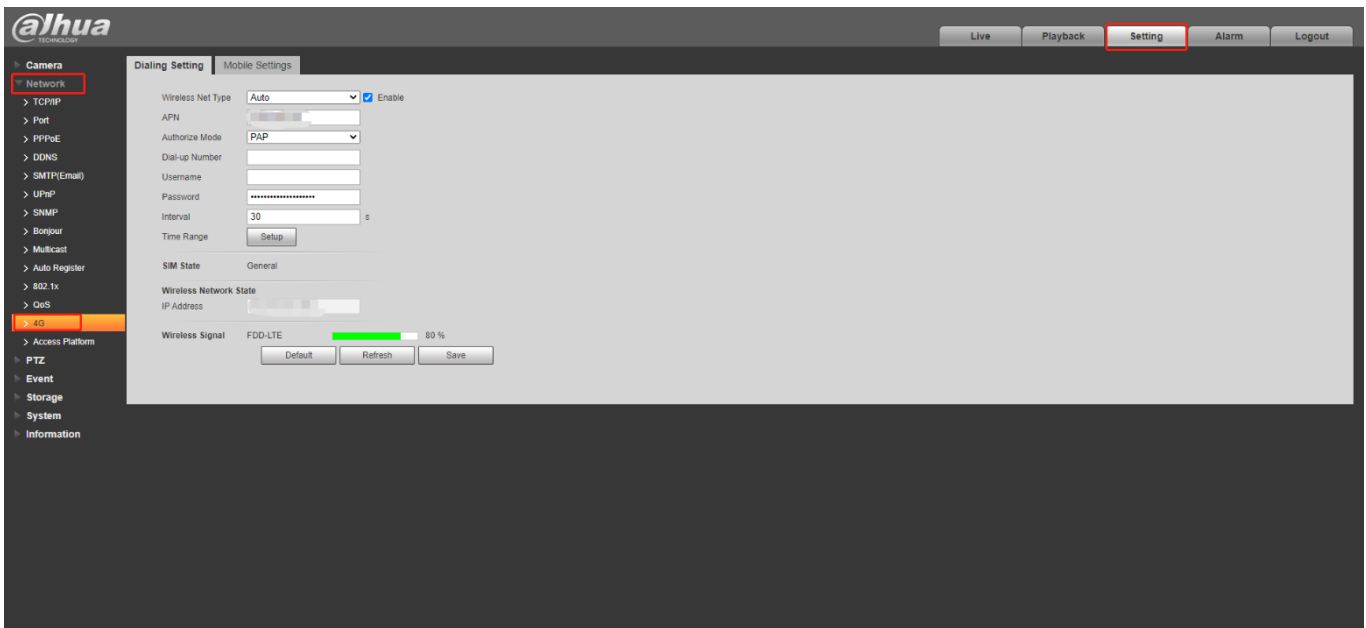 alhua
TECHNOLOGY
Live Playback Setting Alarm Logout
Camera
Network
> TCP/IP
> Port
> PPPoE
> DDNS
> SMTP(Email)
> UPnP
> SNMP
> Bonjour
> Multicast
> Auto Register
> 802.1x
> QoS
> 4G
> Access Platform
PTZ
Event
Storage
System
Information
Dialing Setting Mobile Settings
Wireless Net Type Auto Enable
APN
Authorize Mode PAP
Dial-up Number
Username
Password •••••••••••••••••••
Interval 30 s
Time Range Setup
SIM State General
Wireless Network State
IP Address
Wireless Signal FDD-LTE 80 %
Default Refresh Save